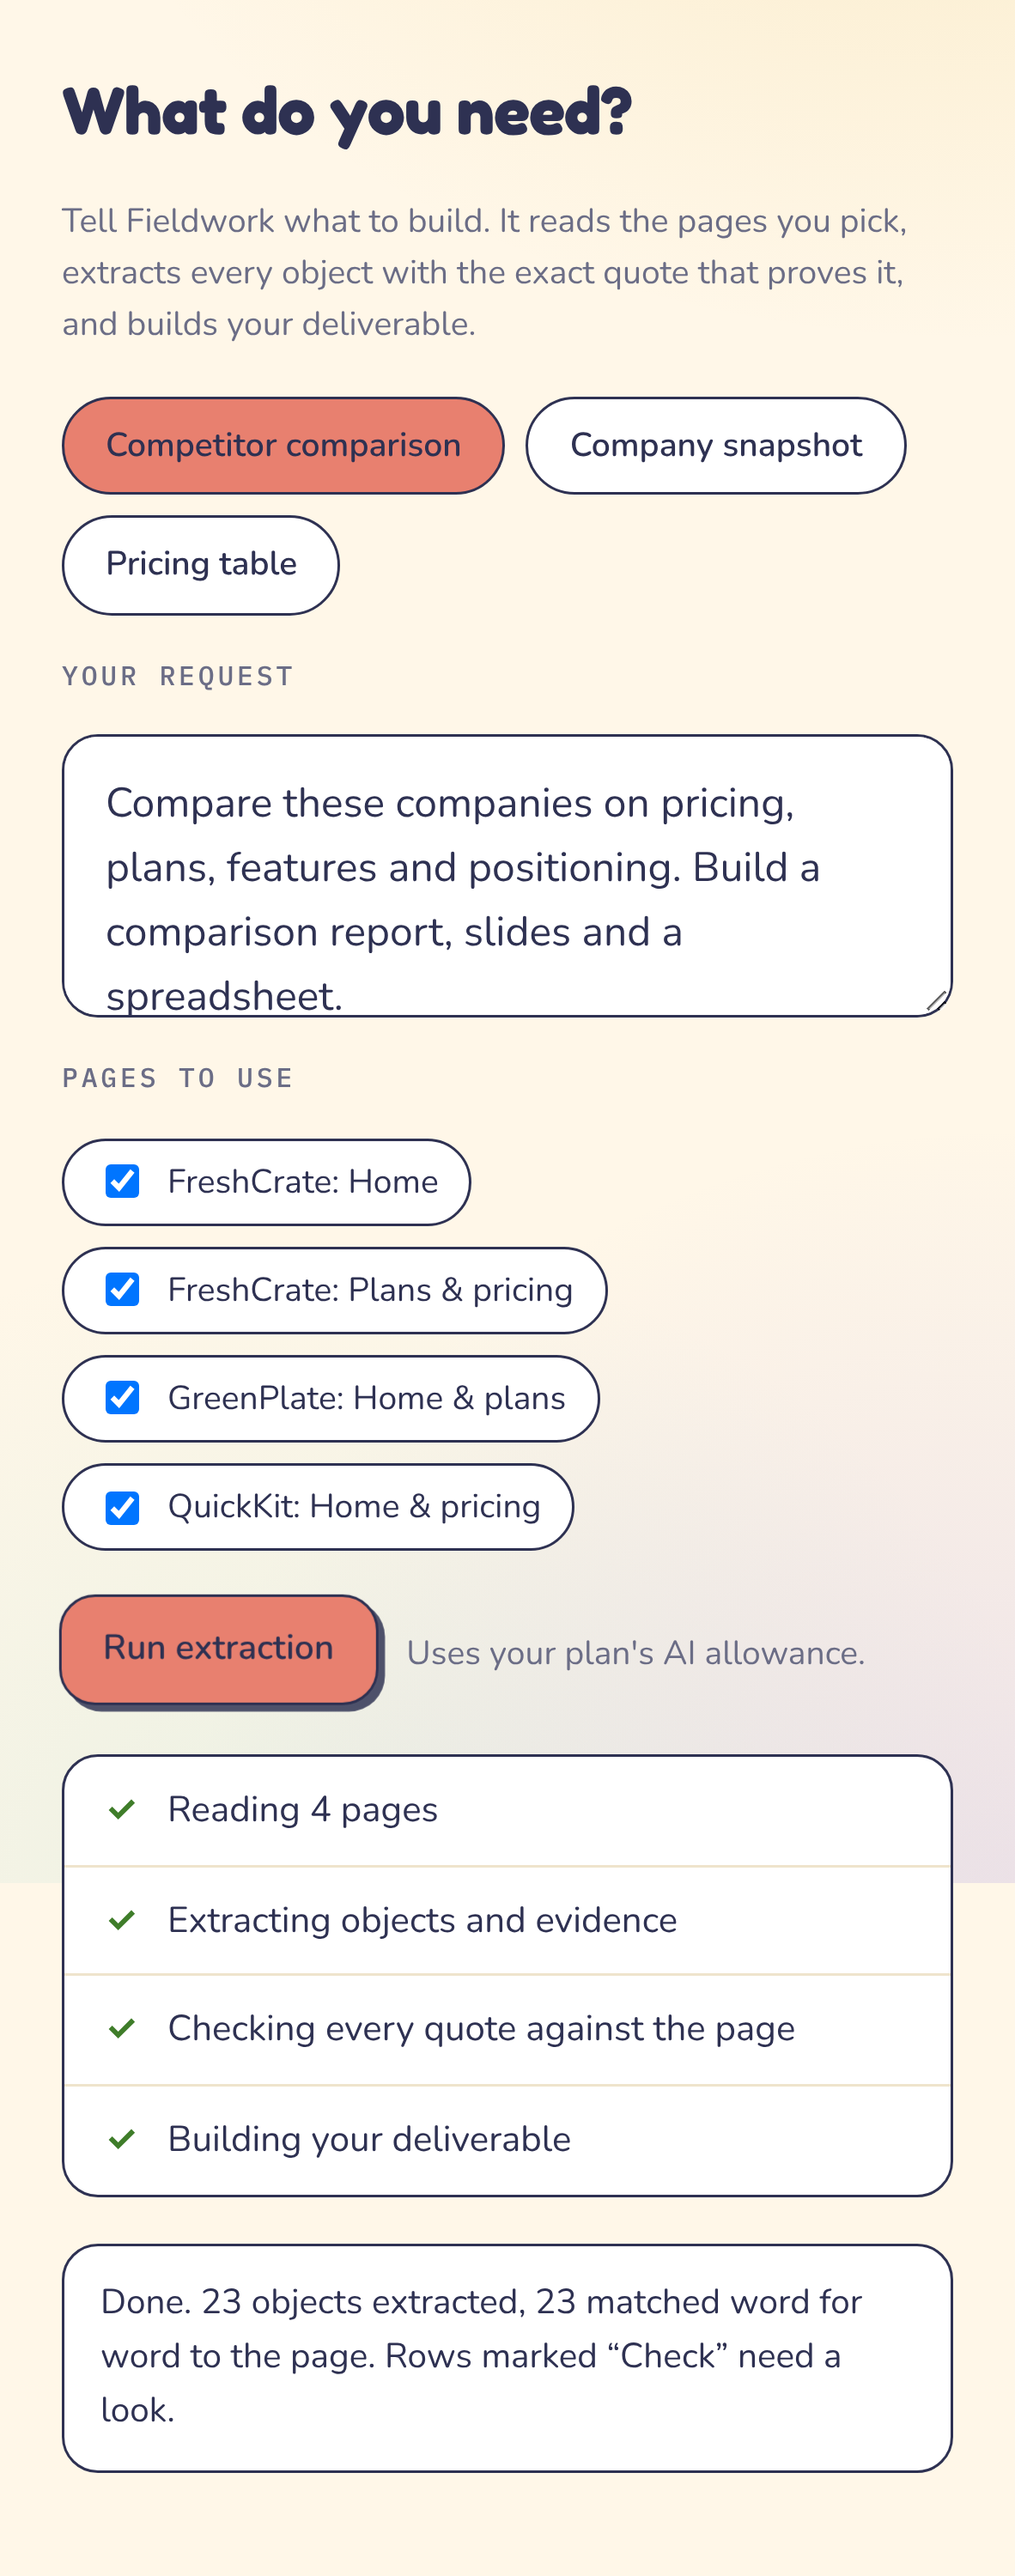 What do you need?
Tell Fieldwork what to build. It reads the pages you pick,
extracts every object with the exact quote that proves it,
and builds your deliverable.
Competitor comparison
Company snapshot
Pricing table
YOUR REQUEST
Compare these companies on pricing,
plans, features and positioning. Build a
comparison report, slides and a
spreadsheet.
PAGES TO USE
FreshCrate: Home
FreshCrate: Plans & pricing
GreenPlate: Home & plans
QuickKit: Home & pricing
Run extraction
Uses your plan's AI allowance.
Reading 4 pages
Extracting objects and evidence
Checking every quote against the page
Building your deliverable
Done. 23 objects extracted, 23 matched word for
word to the page. Rows marked “Check” need a
look.